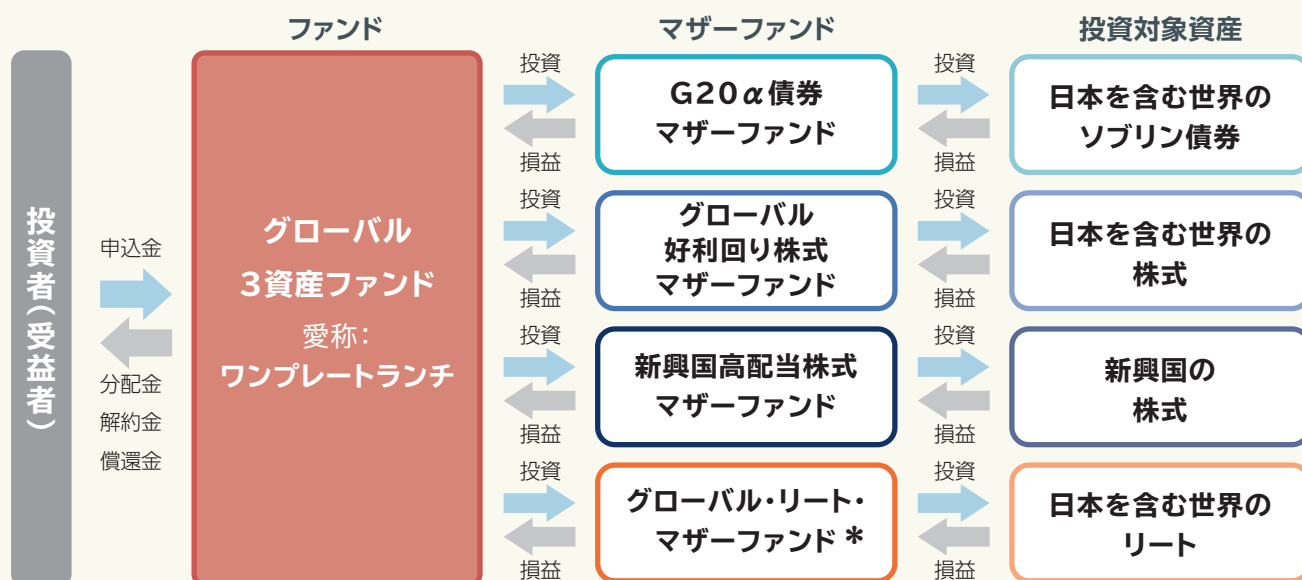 ファンド
マザーファンド
投資対象資産
投資者(受益者)
申込金
分配金
解約金
償還金
グローバル
3資産ファンド
愛称:
ワンプレートランチ
投資
損益
G20α債券
マザーファンド
投資
損益
日本を含む世界の
ソブリン債券
投資
損益
グローバル
好利回り株式
マザーファンド
投資
損益
日本を含む世界の
株式
投資
損益
新興国高配当株式
マザーファンド
投資
損益
新興国の
株式
投資
損益
グローバル・リート・
マザーファンド*
投資
損益
日本を含む世界の
リート